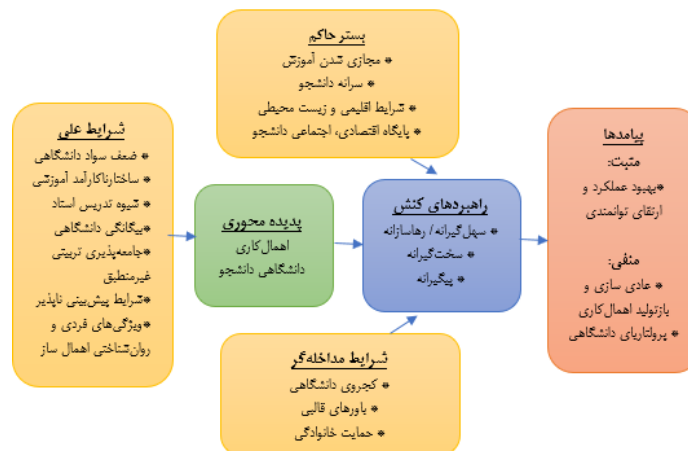 بستر حاکم
* مجازی شدن آموزش
* سرانه دانشجو
* شرایط اقلیمی و زیست محیطی
* پایگاه اقتصادی، اجتماعی دانشجو
شرایط علی
* ضعف سواد دانشگاهی
* ساختارناکارآمد آموزشی
* شیوه تدریس استاد
* بیگانگی دانشگاهی
* جامعه‌پذیری تربیتی
غیرمنطبق
* شرایط پیش‌بینی ناپذیر
* ویژگی‌های فردی و
روان‌شناختی اهمال ساز
پدیده محوری
اهمال‌کاری
دانشگاهی دانشجو
راهبردهای کنش
* سهل‌گیرانه/ رهاسازانه
* سخت‌گیرانه
* پیگیرانه
پیامدها
مثبت:
* بهبود عملکرد و
ارتقای توانمندی
منفی:
* عادی سازی و
بازتولید اهمال‌کاری
* پرولتاریای دانشگاهی
شرایط مداخله‌گر
* کجروی دانشگاهی
* باورهای قالبی
* حمایت خانوادگی